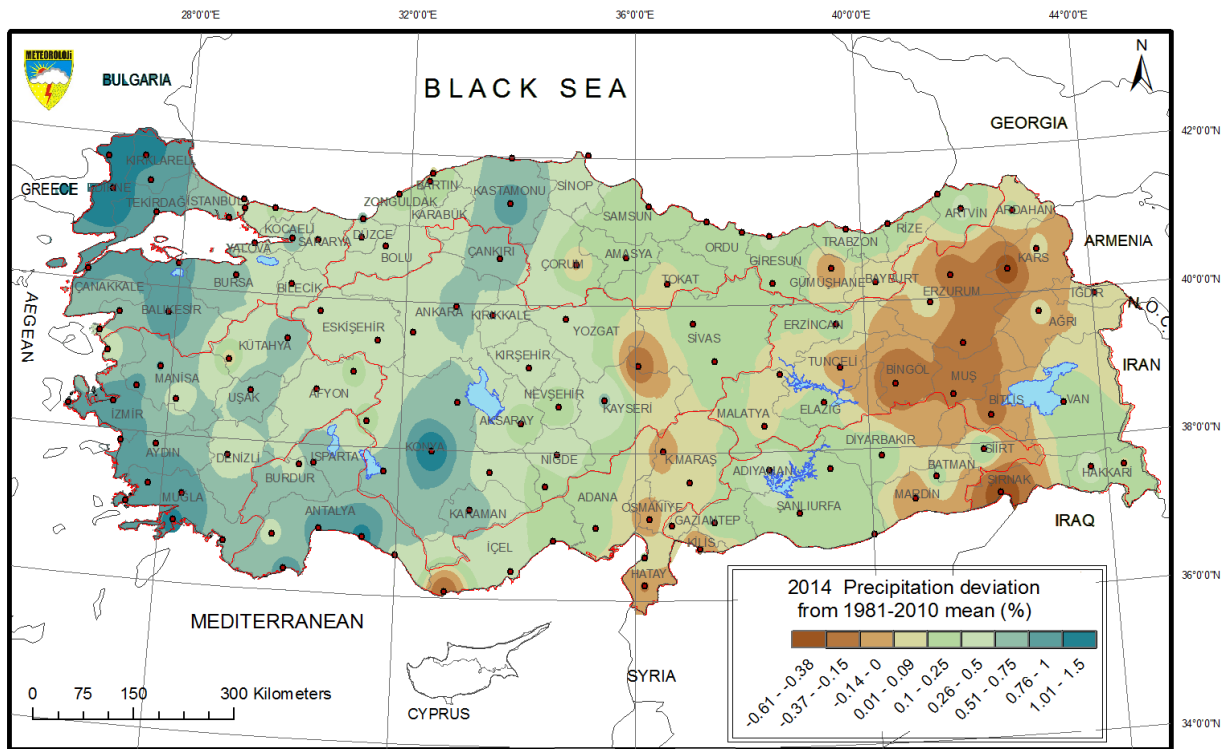 28°0'0"E 32°0'0"E 36°0'0"E 40°0'0"E 44°0'0"E
METEOROLOJİ
BULGARIA
BLACK SEA
N
GEORGIA
42°0'0"N
KIRKLARELİ
GREECE
EDİRNE
TEKİRDAĞ
İSTANBUL
BARTIN
ZONGULDAK
KASTAMONU
SİNOP
KARABÜK
KOCAELİ
SAKARYA
DÜZCE
YALOVA
BOLU
SAMSUN
ARTVİN
ARDAHAN
RİZE
TRABZON
ORDU
GİRESUN
ARMENIA
KARS
ÇANKIRI
ÇORUM
AMASYA
TOKAT
GÜMÜŞHANE
BAYBURT
40°0'0"N
ÇANAKKALE
BURSA
BİLECİK
BALIKESİR
ANKARA
KIRIKKALE
ERZURUM
IĞDIR
N.O.C.
AEGEAN
ESKİŞEHİR
YOZGAT
SİVAS
ERZİNCAN
AĞRI
KÜTAHYA
KIRŞEHİR
TUNCELİ
BİNGÖL
MUŞ
IRAN
MANİSA
UŞAK
AFYON
NEVŞEHİR
KAYSERİ
MALATYA
ELAZIĞ
BİTLİS
VAN
İZMİR
AKSARAY
38°0'0"N
AYDIN
DENİZLİ
ISPARTA
KONYA
NİĞDE
K.MARAŞ
ADIYAMAN
DİYARBAKIR
SİİRT
BATMAN
HAKKARİ
BURDUR
MUĞLA
ANTALYA
KARAMAN
ADANA
OSMANİYE
GAZİANTEP
ŞANLIURFA
MARDİN
ŞIRNAK
IRAQ
İÇEL
KİLİS
HATAY
36°0'0"N
MEDITERRANEAN
SYRIA
CYPRUS
2014 Precipitation deviation
from 1981-2010 mean (%)
-0.61 - -0.38
-0.37 - -0.15
-0.14 - 0
0.01 - 0.09
0.1 - 0.25
0.26 - 0.5
0.51 - 0.75
0.76 - 1
1.01 - 1.5
0 75 150 300 Kilometers
34°0'0"N